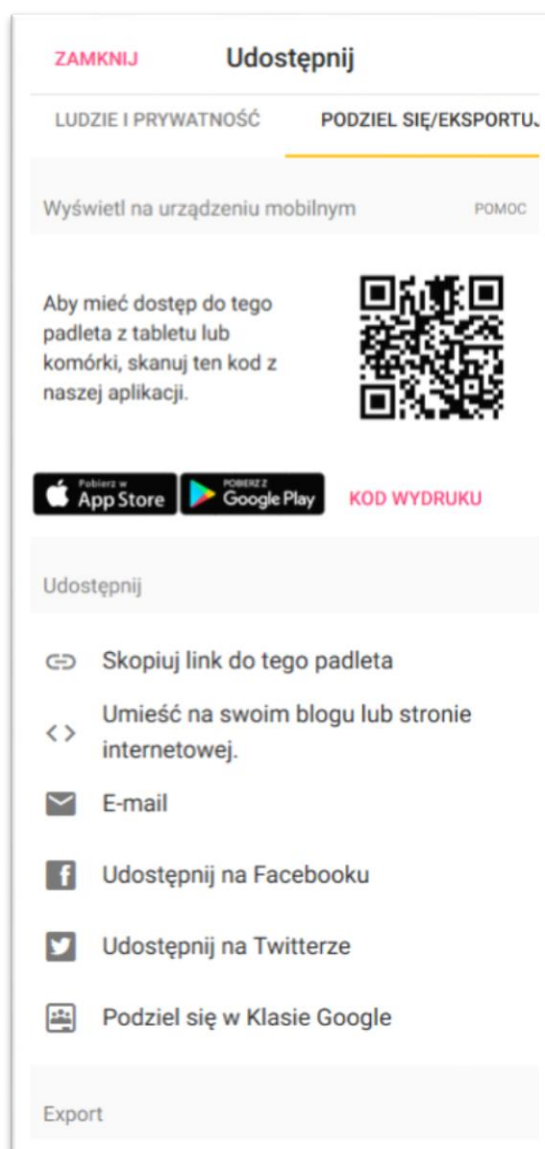 ZAMKNIJ Udostępnij
LUDZIE I PRYWATNOŚĆ PODZIEL SIĘ/EKSPORTU
Wyświetl na urządzeniu mobilnym POMOC
Aby mieć dostęp do tego
padleta z tabletu lub
komórki, skanuj ten kod z
naszej aplikacji.
Pobierz w
App Store
POBIERZ Z
Google Play
KOD WYDRUKU
Udostępnij
Skopiuj link do tego padleta
Umieść na swoim blogu lub stronie
internetowej.
E-mail
Udostępnij na Facebooku
Udostępnij na Twitterze
Podziel się w Klasie Google
Export